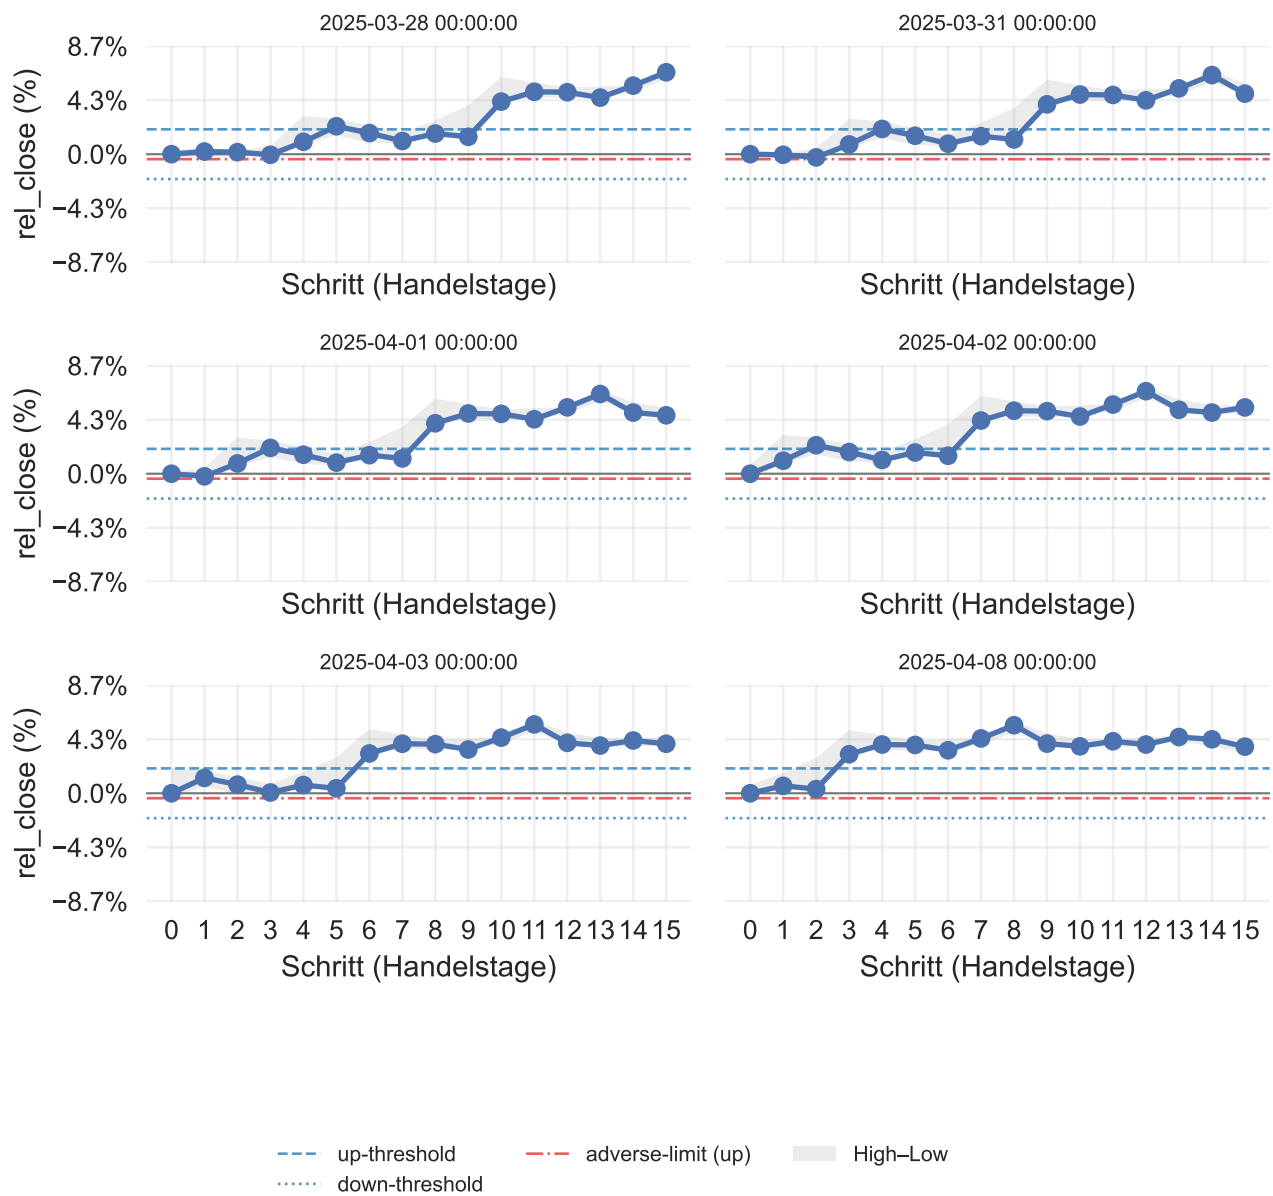 2025-03-28 00:00:00
2025-03-31 00:00:00
8.7%
4.3%
0.0%
−4.3%
−8.7%
rel_close (%)
Schritt (Handelstage)
Schritt (Handelstage)
2025-04-01 00:00:00
2025-04-02 00:00:00
8.7%
4.3%
0.0%
−4.3%
−8.7%
rel_close (%)
Schritt (Handelstage)
Schritt (Handelstage)
2025-04-03 00:00:00
2025-04-08 00:00:00
8.7%
4.3%
0.0%
−4.3%
−8.7%
rel_close (%)
0 1 2 3 4 5 6 7 8 9 10 11 12 13 14 15
0 1 2 3 4 5 6 7 8 9 10 11 12 13 14 15
Schritt (Handelstage)
Schritt (Handelstage)
up-threshold
down-threshold
adverse-limit (up)
High–Low